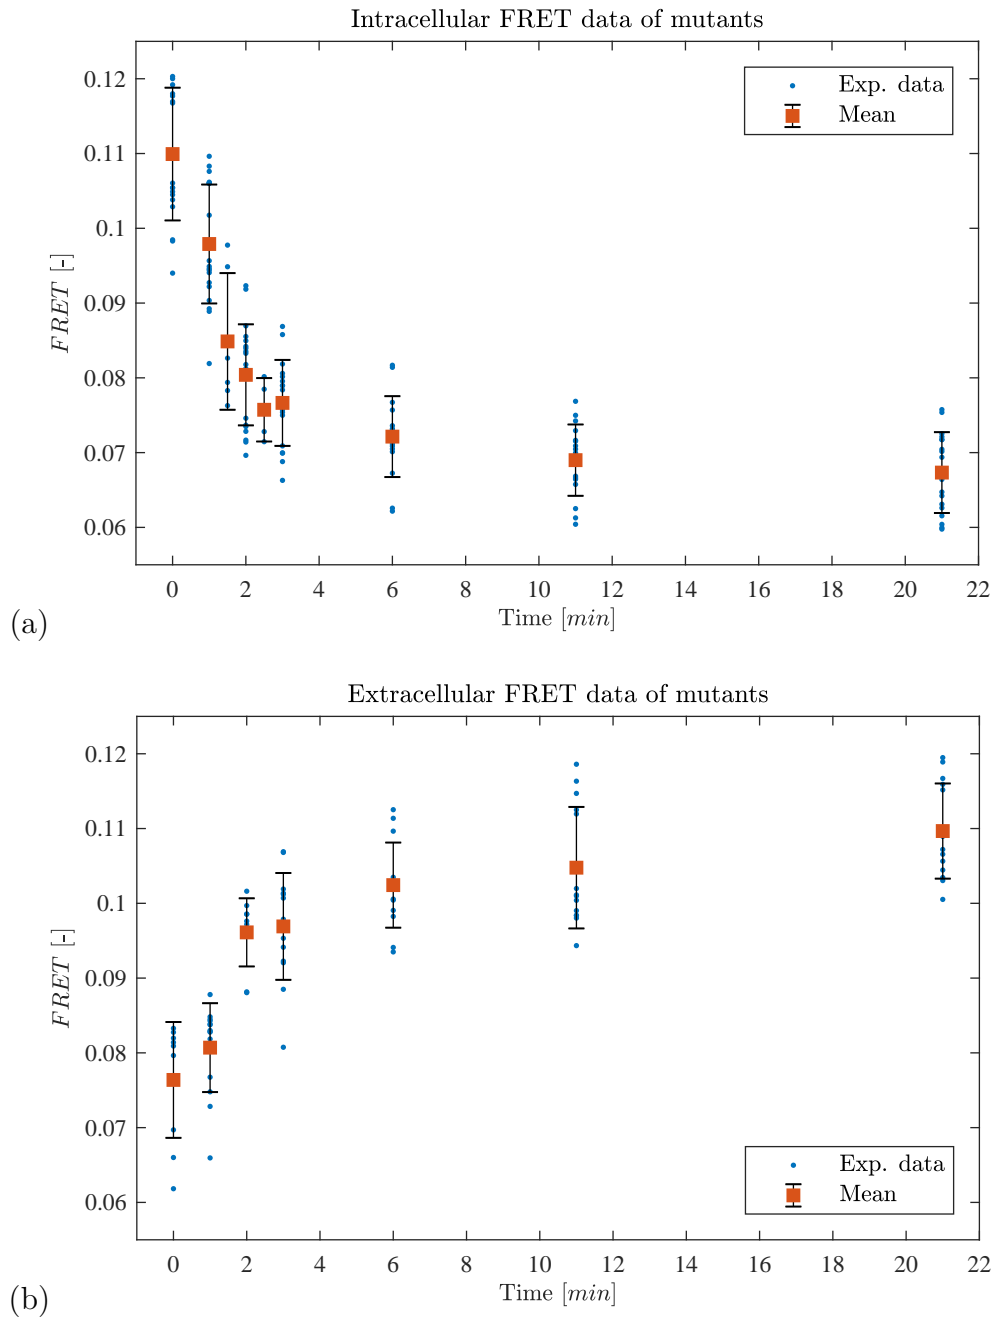 Intracellular FRET data of mutants
0.12
0.11
0.1
0.09
0.08
0.07
0.06
FRET [-]
Exp. data
Mean
0 2 4 6 8 10 12 14 16 18 20 22
Time [min]
(a)
Extracellular FRET data of mutants
0.12
0.11
0.1
0.09
0.08
0.07
0.06
FRET [-]
Exp. data
Mean
0 2 4 6 8 10 12 14 16 18 20 22
Time [min]
(b)